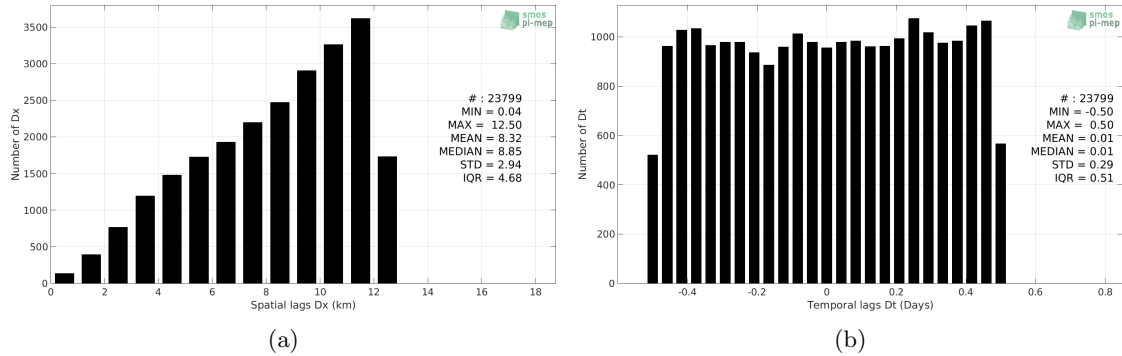 smos
pi-mep
3500
3000
2500
2000
1500
1000
500
0
Number of Dx
# : 23799
MIN = 0.04
MAX = 12.50
MEAN = 8.32
MEDIAN = 8.85
STD = 2.94
IQR = 4.68
0 2 4 6 8 10 12 14 16 18
Spatial lags Dx (km)
(a)
smos
pi-mep
1000
800
600
400
200
0
Number of Dt
# : 23799
MIN = -0.50
MAX = 0.50
MEAN = 0.01
MEDIAN = 0.01
STD = 0.29
IQR = 0.51
-0.4 -0.2 0 0.2 0.4 0.6 0.8
Temporal lags Dt (Days)
(b)